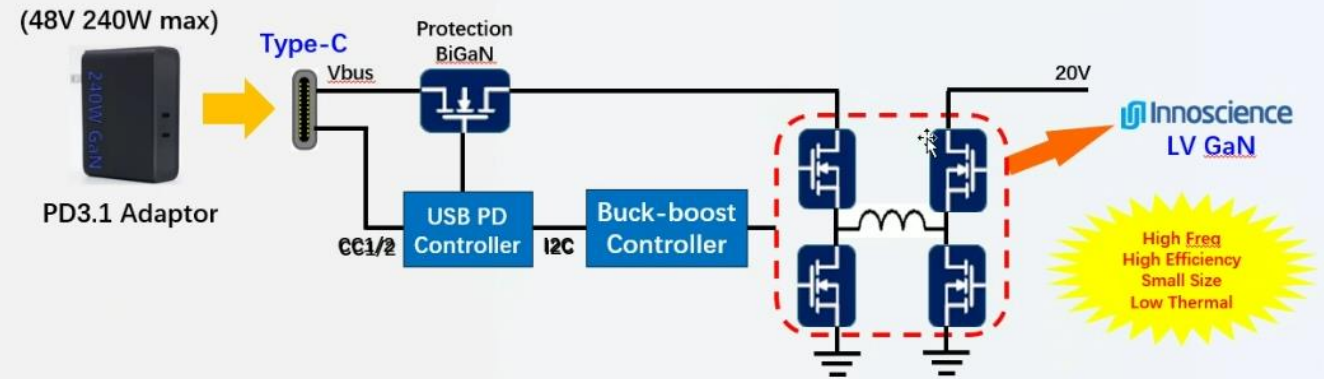 (48V 240W max)
240W GaN
PD3.1 Adaptor
Type-C
Vbus
Protection
BiGaN
CC1/2
USB PD
Controller
I2C
Buck-boost
Controller
20V
Innoscience
LV GaN
High Freq
High Efficiency
Small Size
Low Thermal